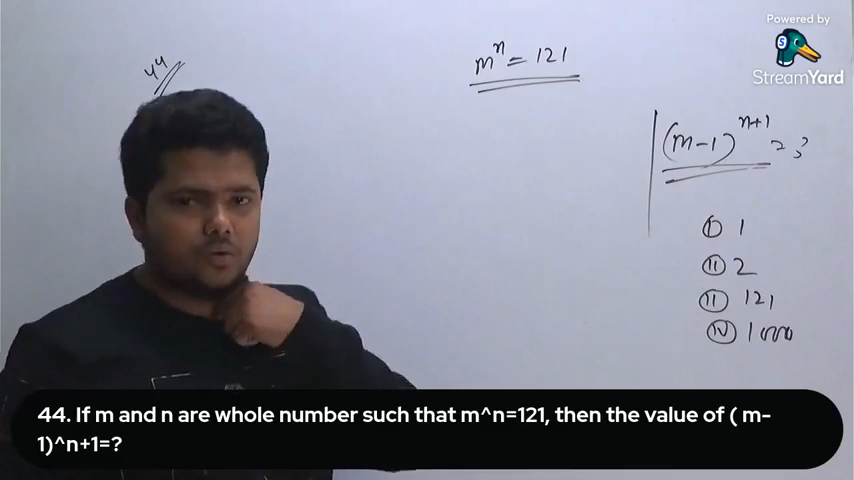 Powered by
StreamYard
44
m^n = 121
(m-1)^n+1 = ?
I 1
II 2
II 121
IV 1000
44. If m and n are whole number such that m^n=121, then the value of ( m-
1)^n+1=?